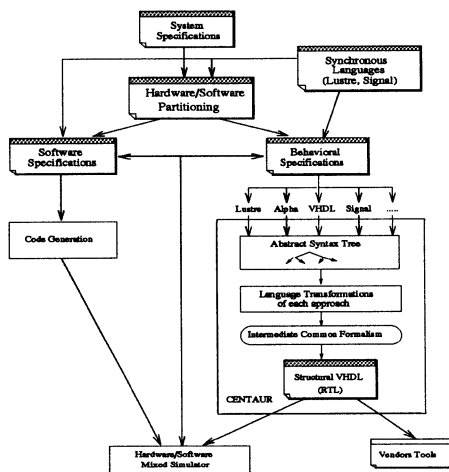 System
Specifications
Synchronous
Languages
(Lustre, Signal)
Hardware/Software
Partitioning
Software
Specifications
Behavioral
Specifications
Lustre Alpha VHDL Signal .....
Code Generation
Abstract Syntax Tree
Language Transformations
of each approach
Intermediate Common Formalism
Structural VHDL
(RTL)
CENTAUR
Hardware/Software
Mixed Simulator
Vendors Tools